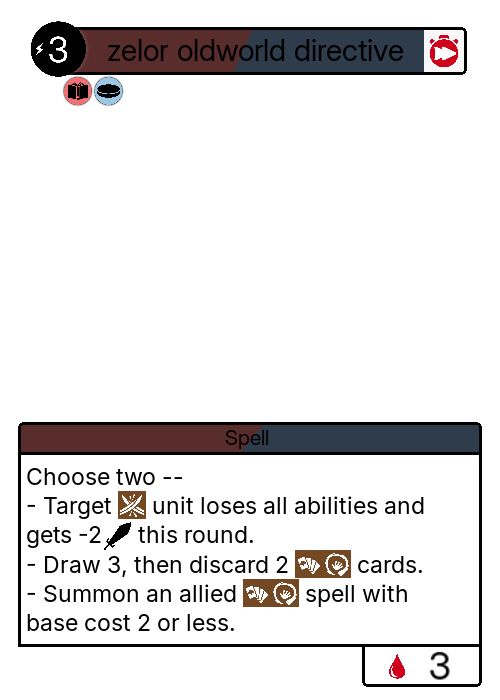 3
zelor oldworld directive
Spell
Choose two --
- Target unit loses all abilities and
gets -2 this round.
- Draw 3, then discard 2 cards.
- Summon an allied spell with
base cost 2 or less.
3